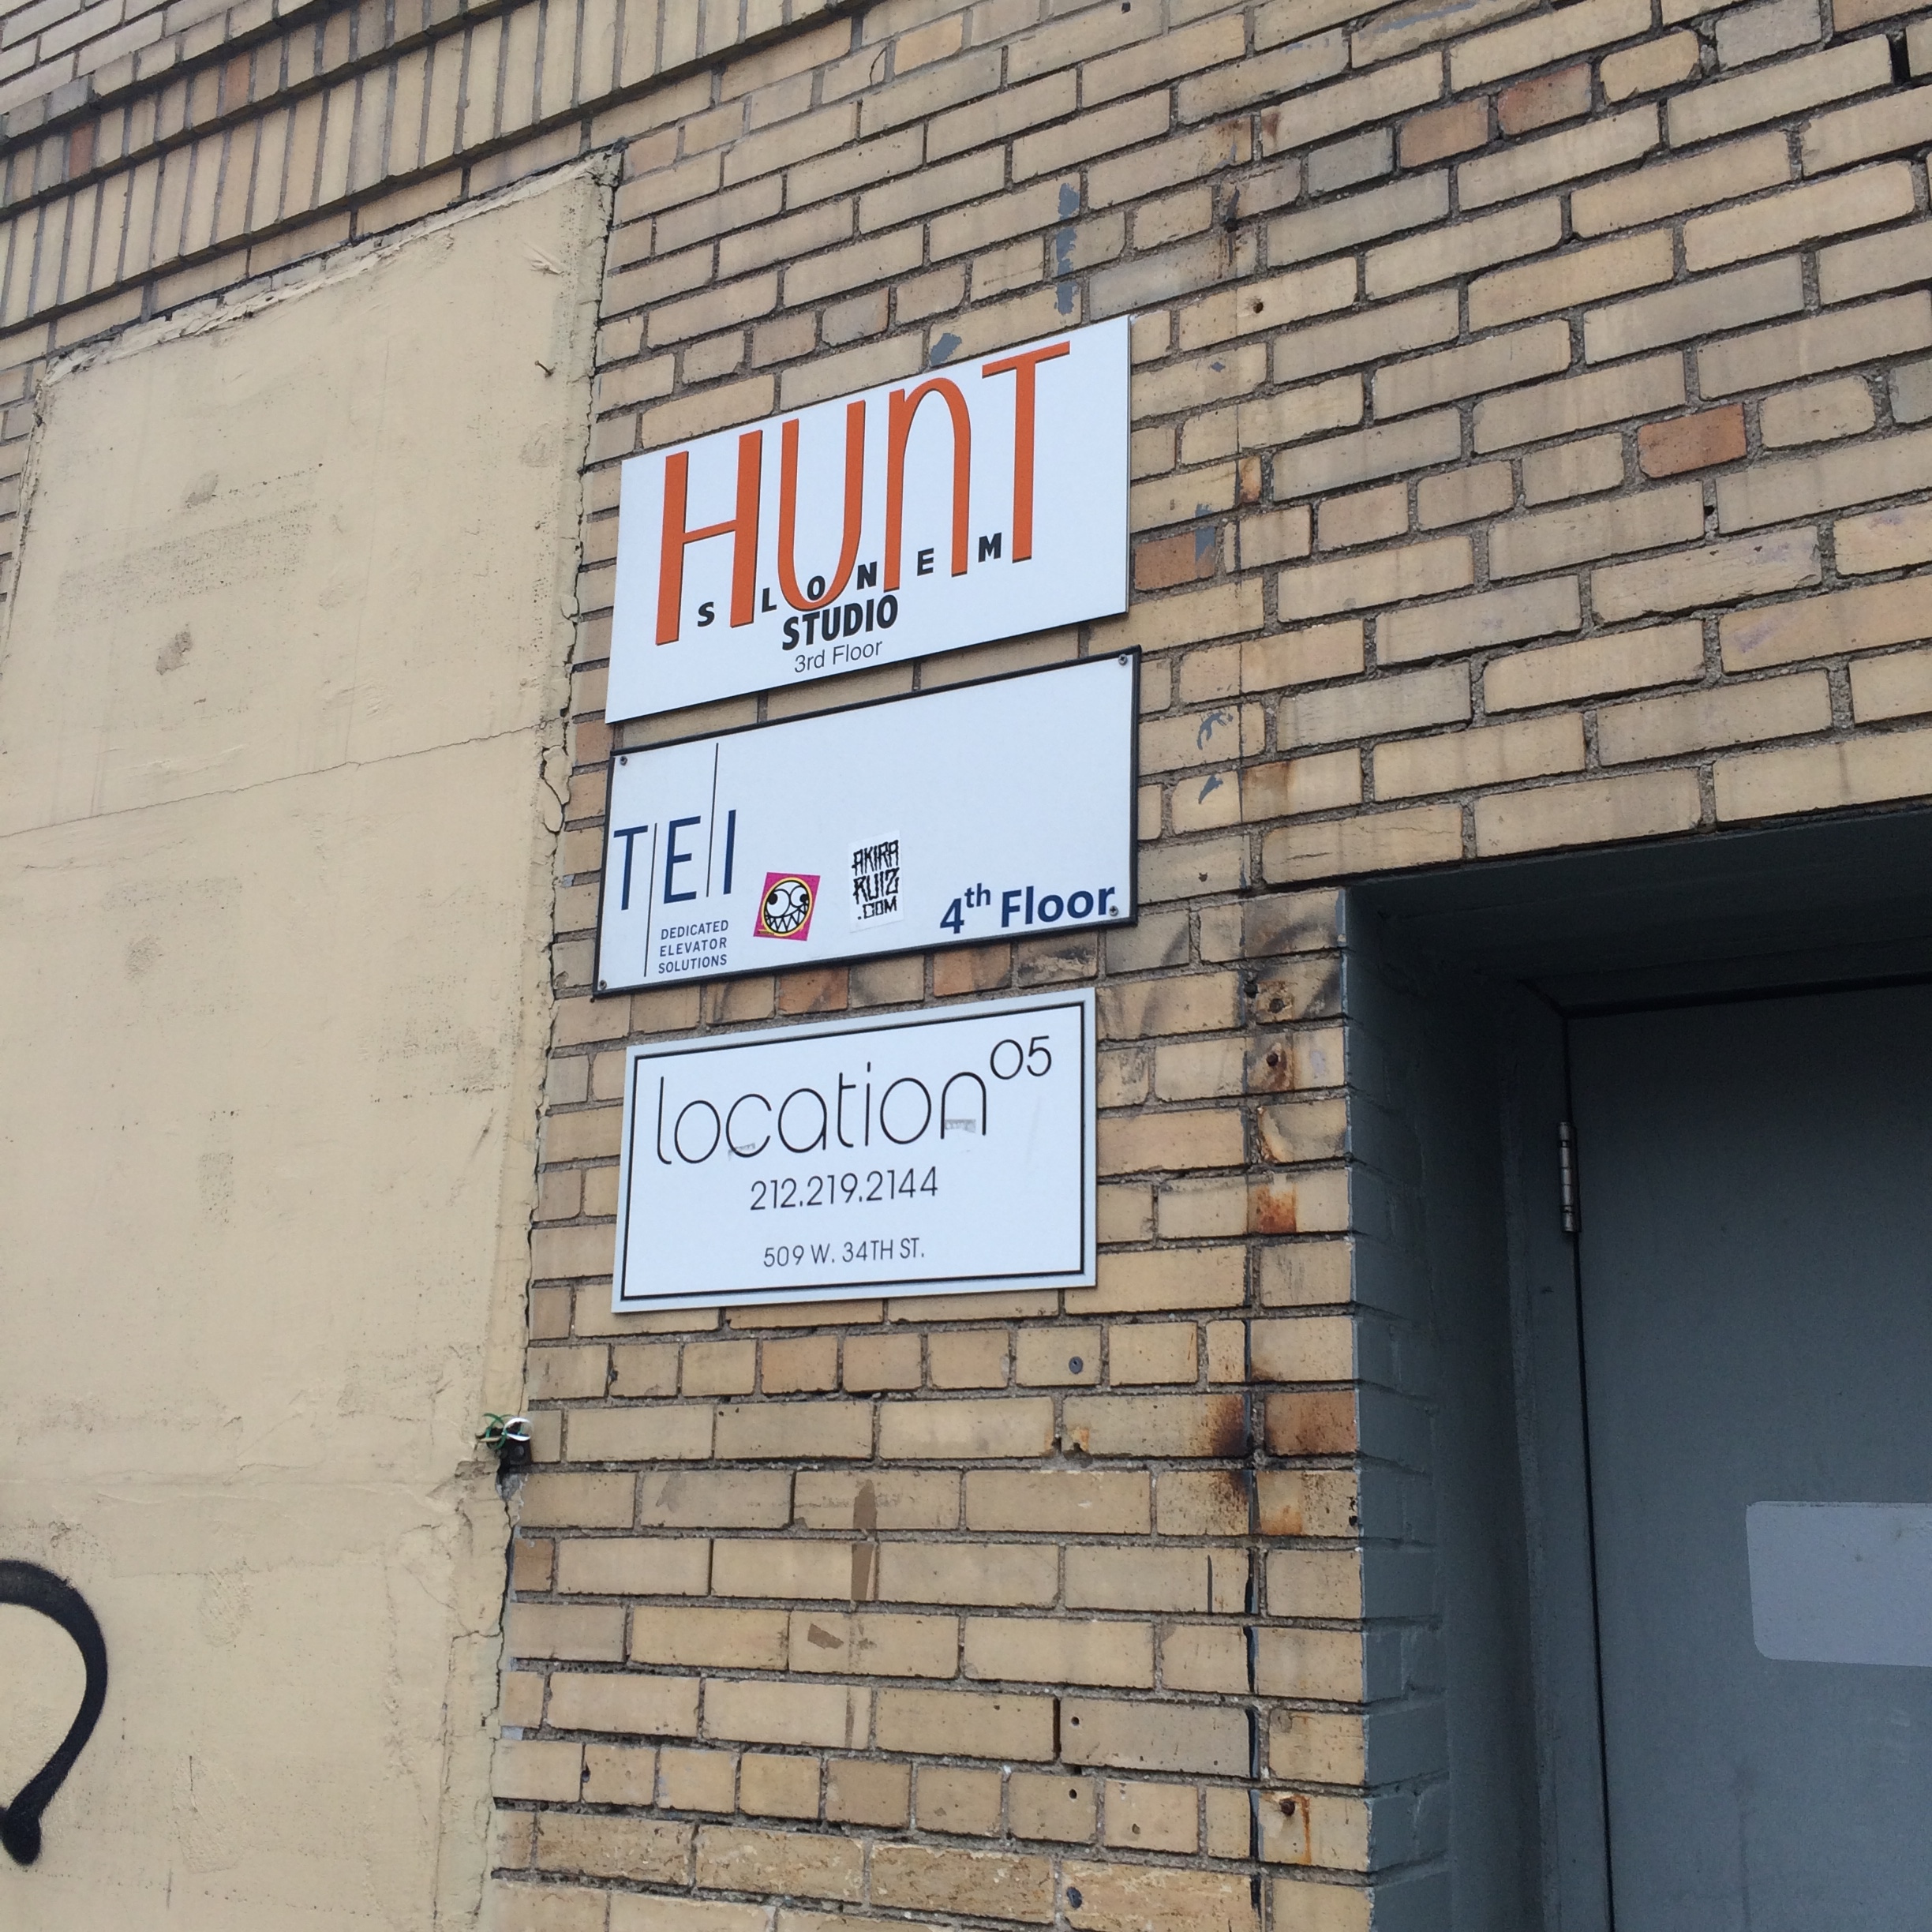 HUnT
SLONEM
STUDIO
3rd Floor
TEI
DEDICATED
ELEVATOR
SOLUTIONS
AKIRA
RUIZ
.COM
4th Floor
location05
212.219.2144
509 W. 34TH ST.